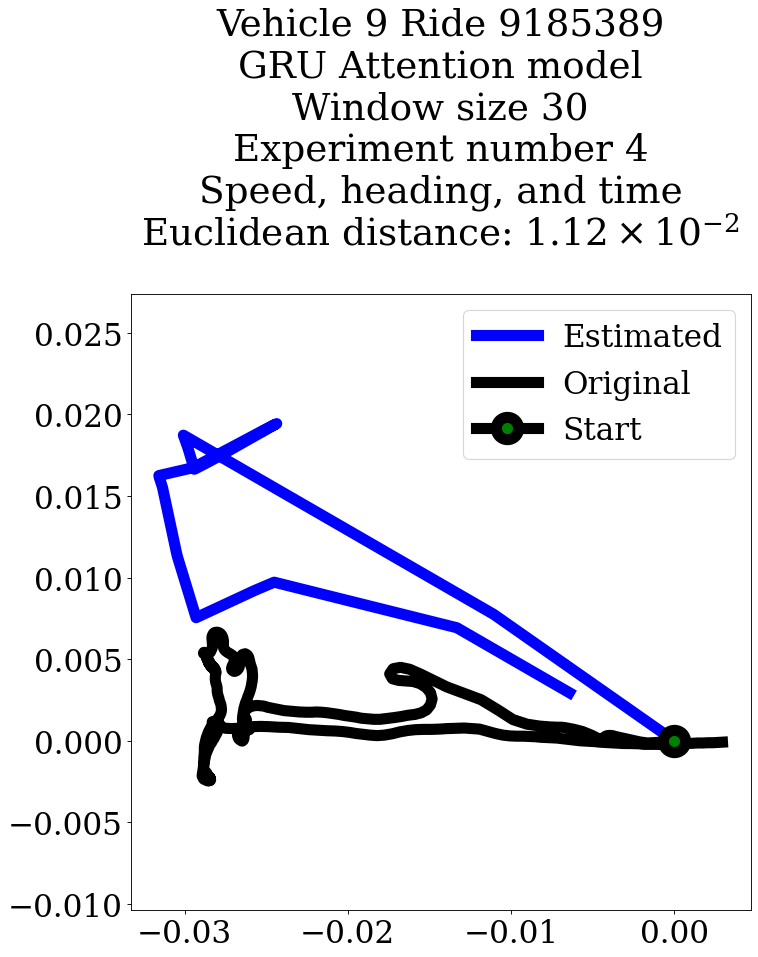 Vehicle 9 Ride 9185389
GRU Attention model
Window size 30
Experiment number 4
Speed, heading, and time
Euclidean distance: 1.12 × 10⁻²
Estimated
Original
Start
0.025
0.020
0.015
0.010
0.005
0.000
−0.005
−0.010
−0.03
−0.02
−0.01
0.00